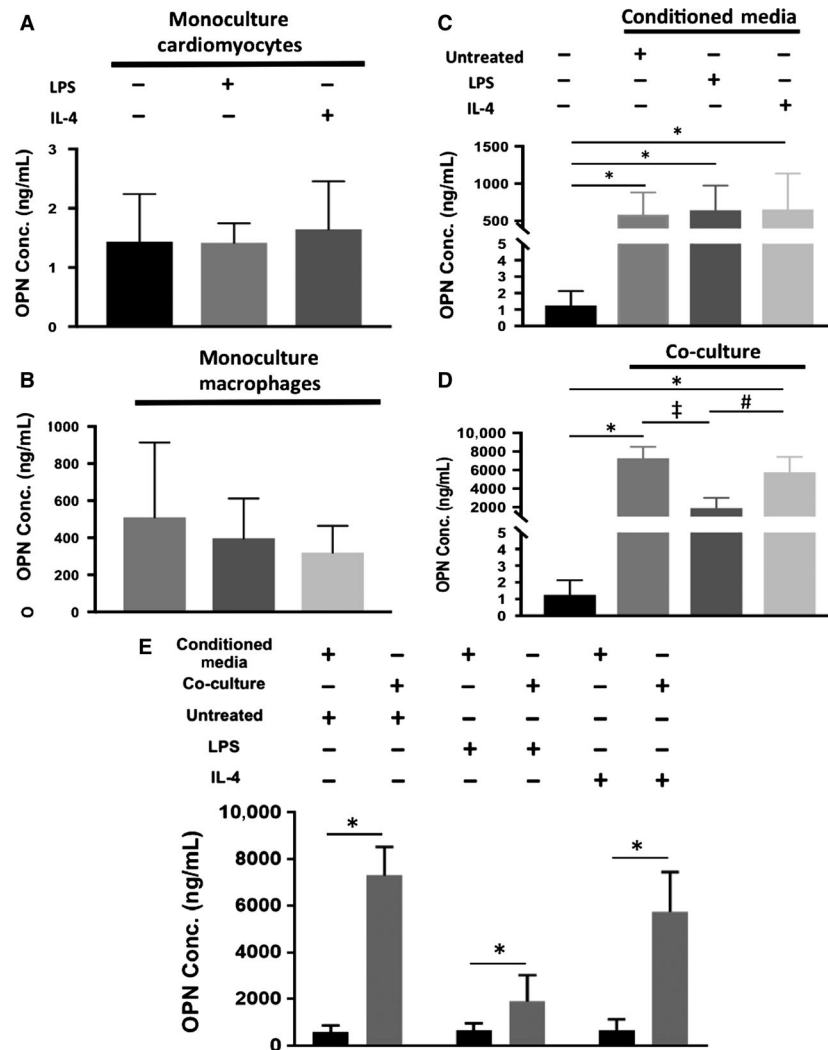 A
Monoculture
cardiomyocytes
LPS – + –
IL-4 – – +
OPN Conc. (ng/mL)
3
2
1
0
B
Monoculture
macrophages
O OPN Conc. (ng/mL)
1000
800
600
400
200
0
C
Conditioned media
Untreated – + – –
LPS – – + –
IL-4 – – – +
OPN Conc. (ng/mL)
1500
1000
500
5
4
3
2
1
0
* * *
D
Co-culture
OPN Conc. (ng/mL)
10,000
8000
6000
4000
2000
5
4
3
2
1
0
* * ‡ #
E
Conditioned
media + – + – + –
Co-culture – + – + – +
Untreated + + – – – –
LPS – – + + – –
IL-4 – – – – + +
OPN Conc. (ng/mL)
10,000
8000
6000
4000
2000
0
* * *